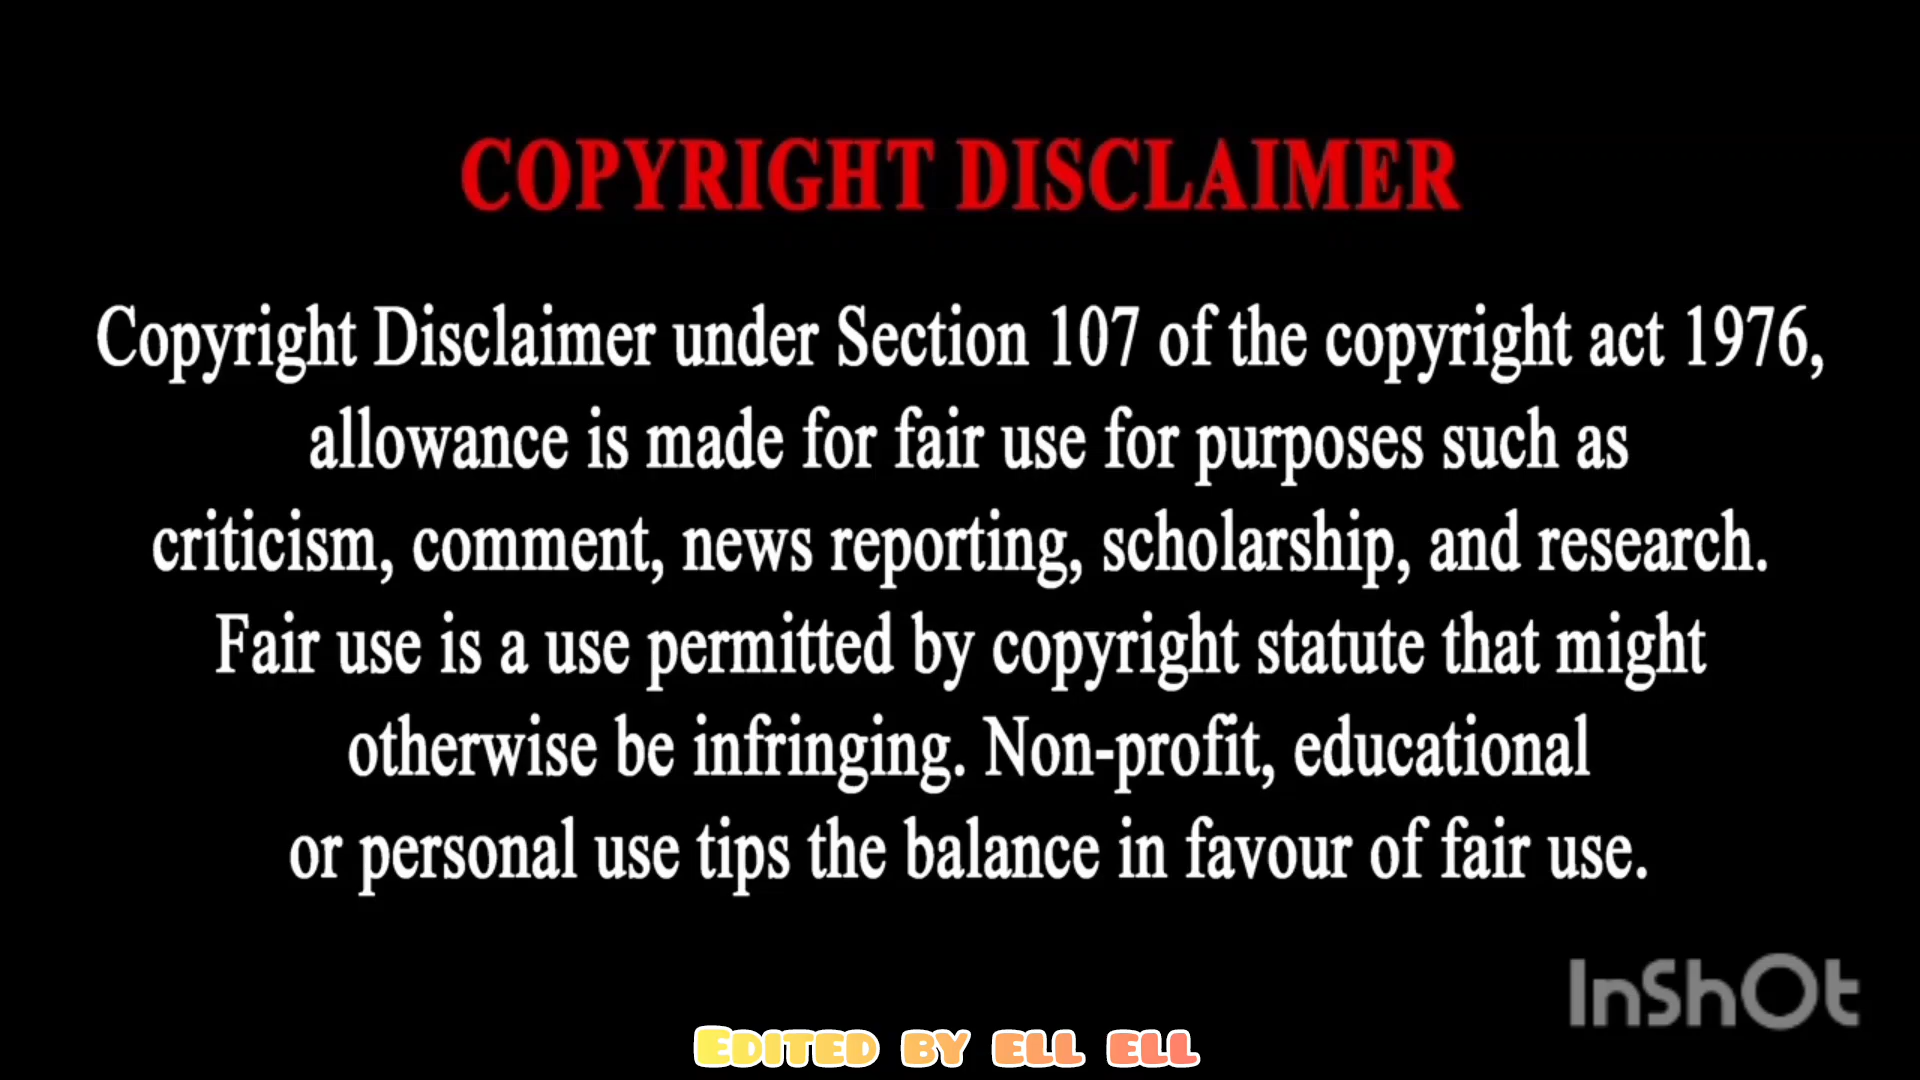 COPYRIGHT DISCLAIMER
Copyright Disclaimer under Section 107 of the copyright act 1976,
allowance is made for fair use for purposes such as
criticism, comment, news reporting, scholarship, and research.
Fair use is a use permitted by copyright statute that might
otherwise be infringing. Non-profit, educational
or personal use tips the balance in favour of fair use.
InShOt
EDITED BY ELL ELL